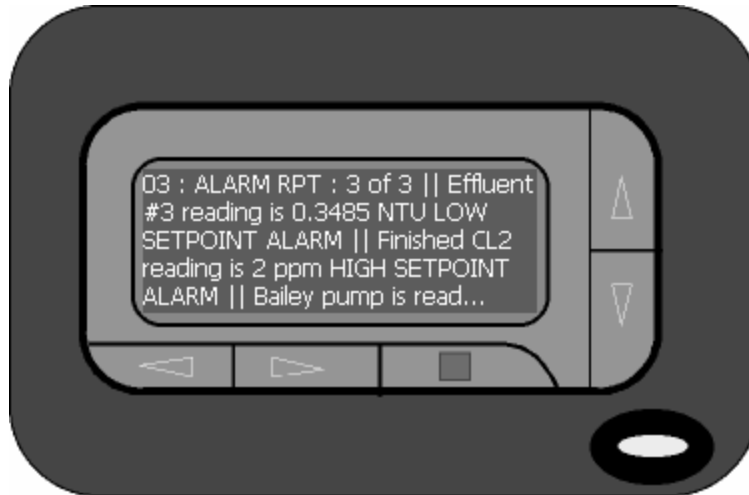 03 : ALARM RPT : 3 of 3 || Effluent
#3 reading is 0.3485 NTU LOW
SETPOINT ALARM || Finished CL2
reading is 2 ppm HIGH SETPOINT
ALARM || Bailey pump is read...